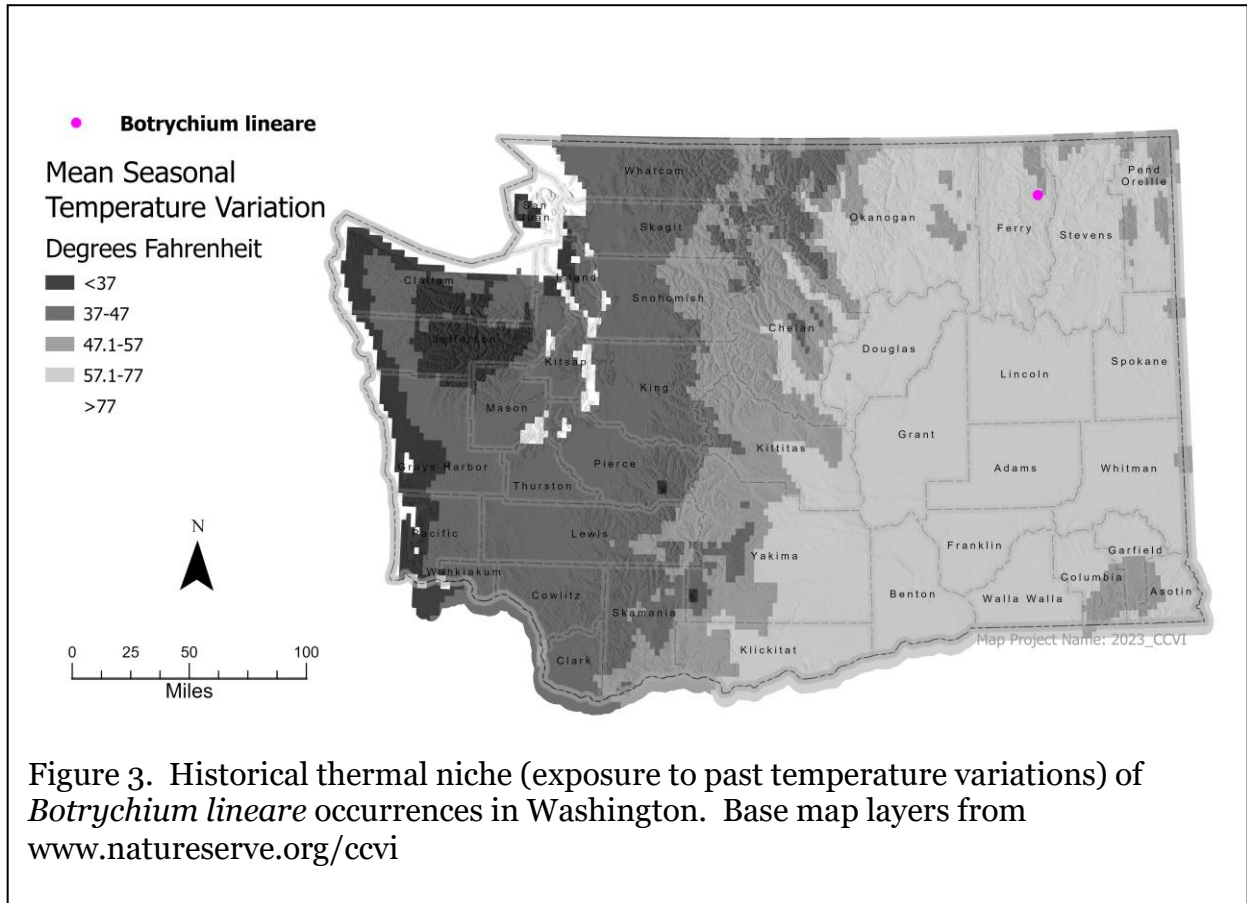 Botrychium lineare
Mean Seasonal
Temperature Variation
Degrees Fahrenheit
<37
37-47
47.1-57
57.1-77
>77
N
0 25 50 100
Miles
Whatcom
San
Juan
Skagit
Island
Clallam
Snohomish
Jefferson
Kitsap
King
Mason
Grays Harbor
Pierce
Thurston
Pacific
Lewis
Wahkiakum
Cowlitz
Skamania
Clark
Okanogan
Ferry
Stevens
Pend
Oreille
Chelan
Douglas
Lincoln
Spokane
Kittitas
Grant
Adams
Whitman
Yakima
Franklin
Garfield
Columbia
Benton
Walla Walla
Asotin
Klickitat
Map Project Name: 2023_CCVI
Figure 3. Historical thermal niche (exposure to past temperature variations) of
Botrychium lineare occurrences in Washington. Base map layers from
www.natureserve.org/ccvi